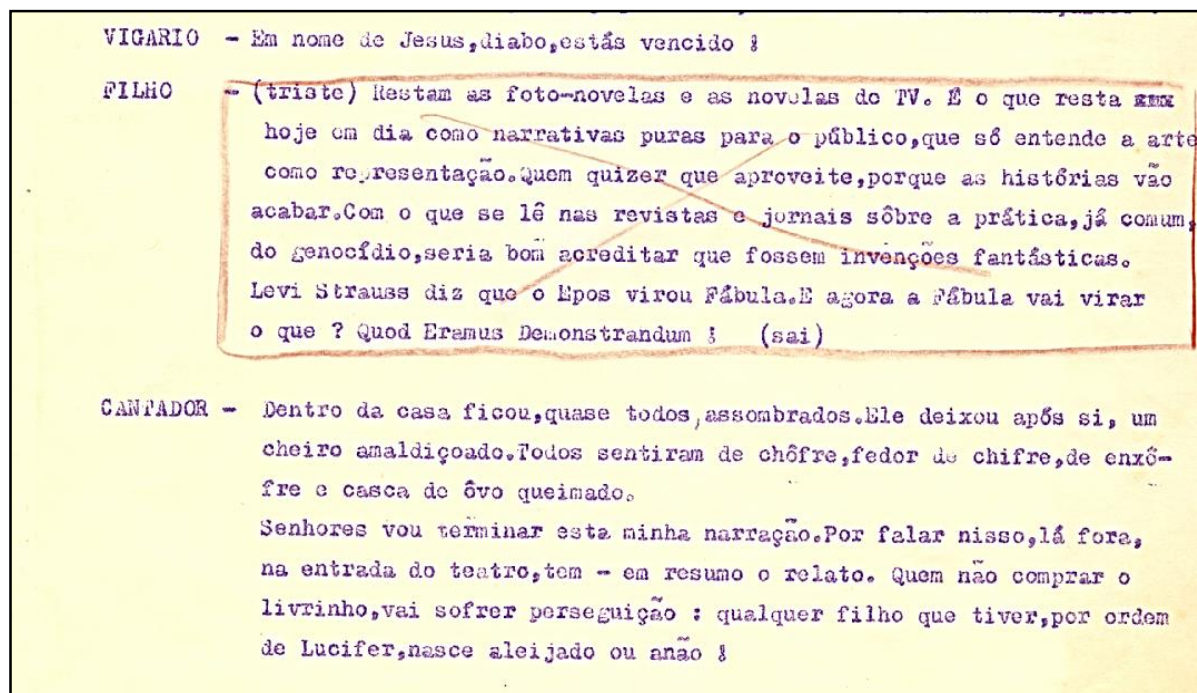 VIGARIO - Em nome de Jesus,diabo,estás vencido !
FILHO - (triste) Restam as foto-novelas e as novelas de TV. É o que resta
hoje em dia como narrativas puras para o público,que só entende a arte
como representação.Quem quizer que aproveite,porque as histórias vão
acabar.Com o que se lê nas revistas e jornais sôbre a prática,já comum,
do genocídio,seria bom acreditar que fossem invenções fantásticas.
Levi Strauss diz que o Epos virou Fábula.E agora a Fábula vai virar
o que ? Quod Eramus Demonstrandum ! (sai)
CANTADOR - Dentro da casa ficou,quase todos,assombrados.Ele deixou após si, um
cheiro amaldiçoado.Todos sentiram de chôfre,fedor de chifre,de enxô-
fre e casca de ôvo queimado.
Senhores vou terminar esta minha narração.Por falar nisso,lá fora,
na entrada do teatro,tem - em resumo o relato. Quem não comprar o
livrinho,vai sofrer perseguição : qualquer filho que tiver,por ordem
de Lucifer,nasce aleijado ou anão !